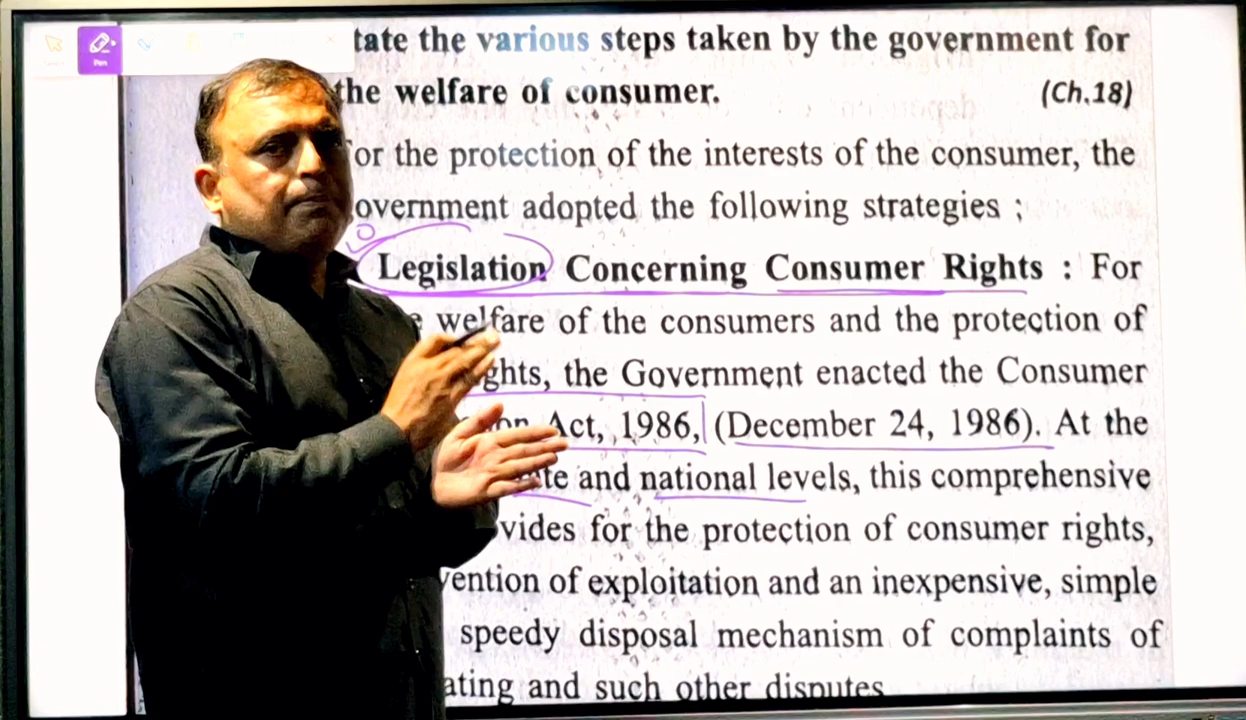 tate the various steps taken by the government for
the welfare of consumer. (Ch.18)
or the protection of the interests of the consumer, the
overnment adopted the following strategies ;
Legislation Concerning Consumer Rights : For
welfare of the consumers and the protection of
ghts, the Government enacted the Consumer
Act, 1986, (December 24, 1986). At the
and national levels, this comprehensive
vides for the protection of consumer rights,
vention of exploitation and an inexpensive, simple
speedy disposal mechanism of complaints of
ating and such other disputes
Pen